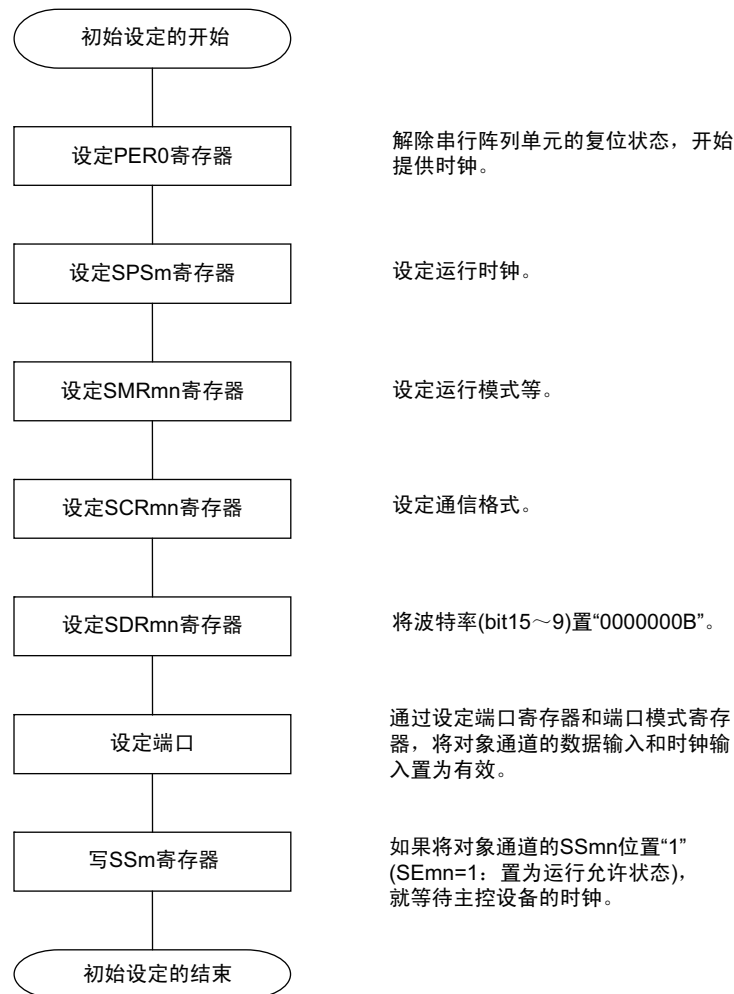 初始设定的开始
设定PER0寄存器
解除串行阵列单元的复位状态，开始
提供时钟。
设定SPSm寄存器
设定运行时钟。
设定SMRmn寄存器
设定运行模式等。
设定SCRmn寄存器
设定通信格式。
设定SDRmn寄存器
将波特率(bit15～9)置“0000000B”。
设定端口
通过设定端口寄存器和端口模式寄存
器，将对象通道的数据输入和时钟输
入置为有效。
写SSm寄存器
如果将对象通道的SSmn位置“1”
(SEmn=1：置为运行允许状态)，
就等待主控设备的时钟。
初始设定的结束